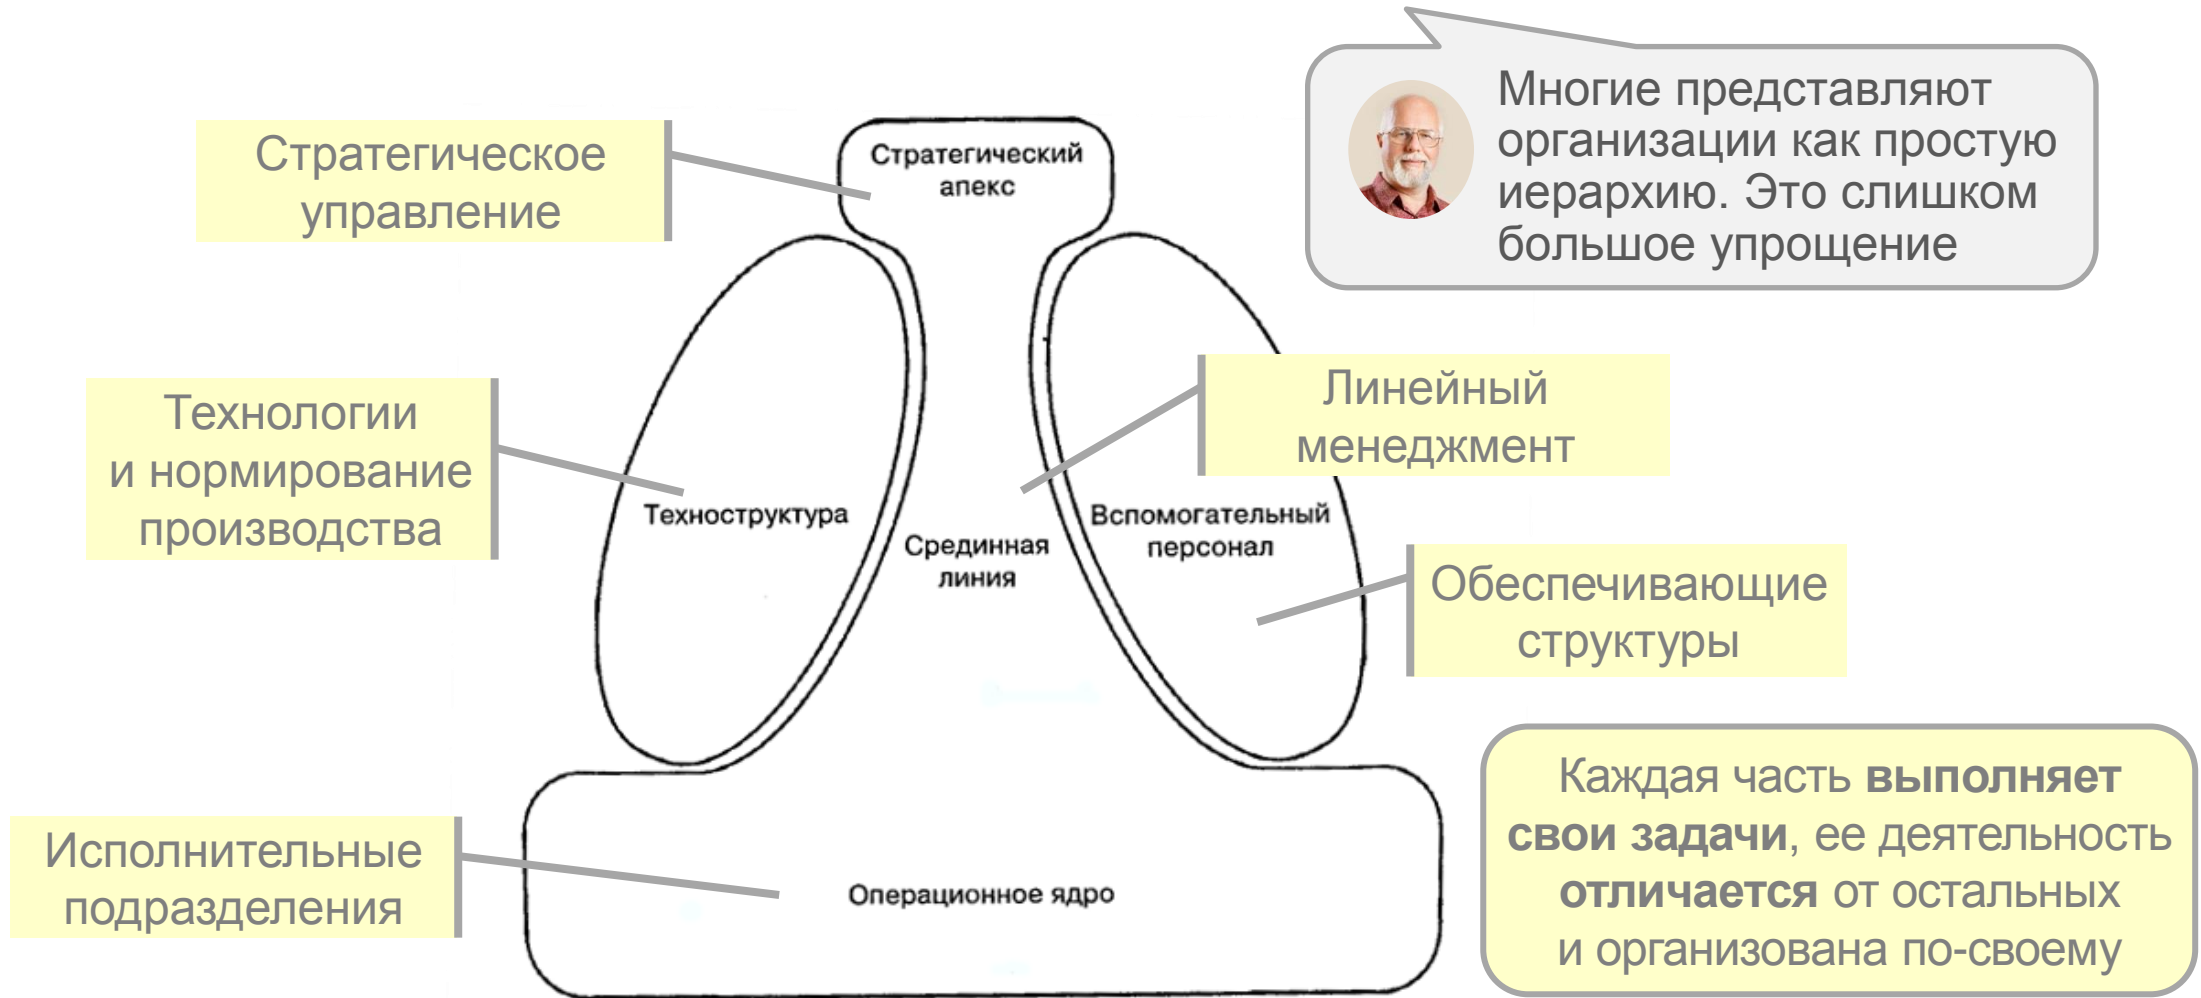 Многие представляют
организации как простую
иерархию. Это слишком
большое упрощение
Стратегическое
управление
Стратегический
апекс
Технологии
и нормирование
производства
Линейный
менеджмент
Техноструктура
Срединная
линия
Вспомогательный
персонал
Обеспечивающие
структуры
Исполнительные
подразделения
Операционное ядро
Каждая часть выполняет
свои задачи, ее деятельность
отличается от остальных
и организована по-своему